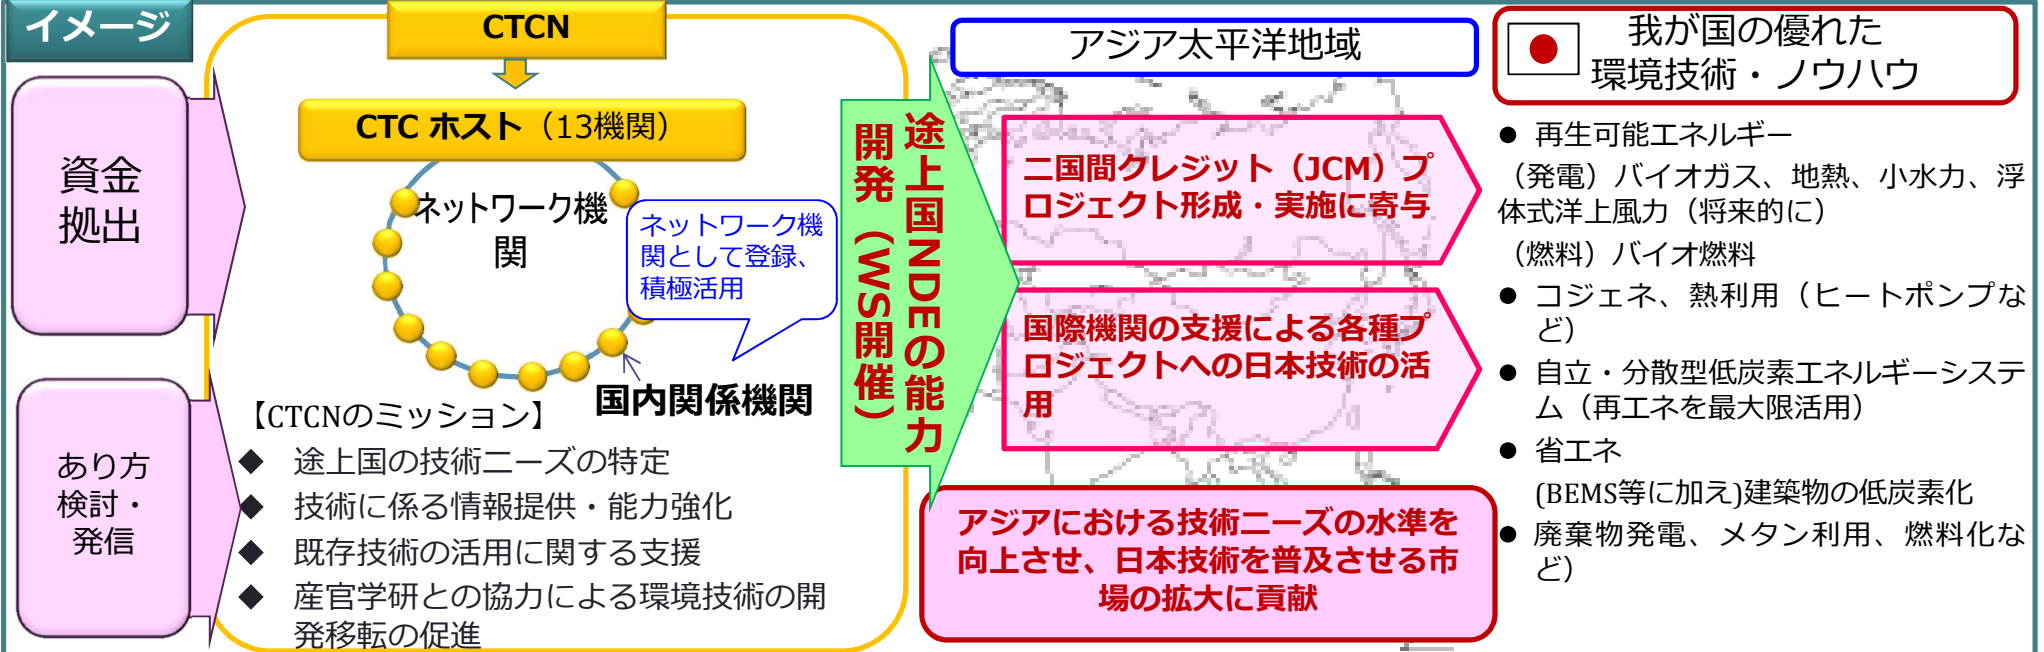 イメージ
資金
拠出
あり方
検討・
発信
CTCN
CTC ホスト（13機関）
ネットワーク機
関
ネットワーク機
関として登録、
積極活用
国内関係機関
【CTCNのミッション】
◆ 途上国の技術ニーズの特定
◆ 技術に係る情報提供・能力強化
◆ 既存技術の活用に関する支援
◆ 産官学研との協力による環境技術の開
発移転の促進
途上国NDEの能力
開発（WS開催）
アジア太平洋地域
二国間クレジット（JCM）プ
ロジェクト形成・実施に寄与
国際機関の支援による各種プ
ロジェクトへの日本技術の活
用
アジアにおける技術ニーズの水準を
向上させ、日本技術を普及させる市
場の拡大に貢献
我が国の優れた
環境技術・ノウハウ
● 再生可能エネルギー
（発電）バイオガス、地熱、小水力、浮
体式洋上風力（将来的に）
（燃料）バイオ燃料
● コジェネ、熱利用（ヒートポンプな
ど）
● 自立・分散型低炭素エネルギーシステ
ム（再エネを最大限活用）
● 省エネ
(BEMS等に加え)建築物の低炭素化
● 廃棄物発電、メタン利用、燃料化な
ど）